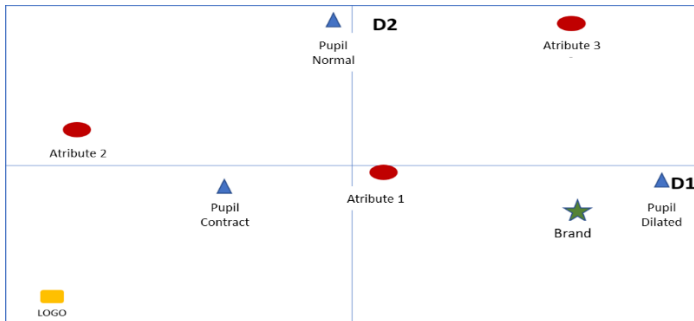 D2
Pupil
Normal
Atribute 3
Atribute 2
D1
Pupil
Contract
Atribute 1
Pupil
Dilated
Brand
LOGO